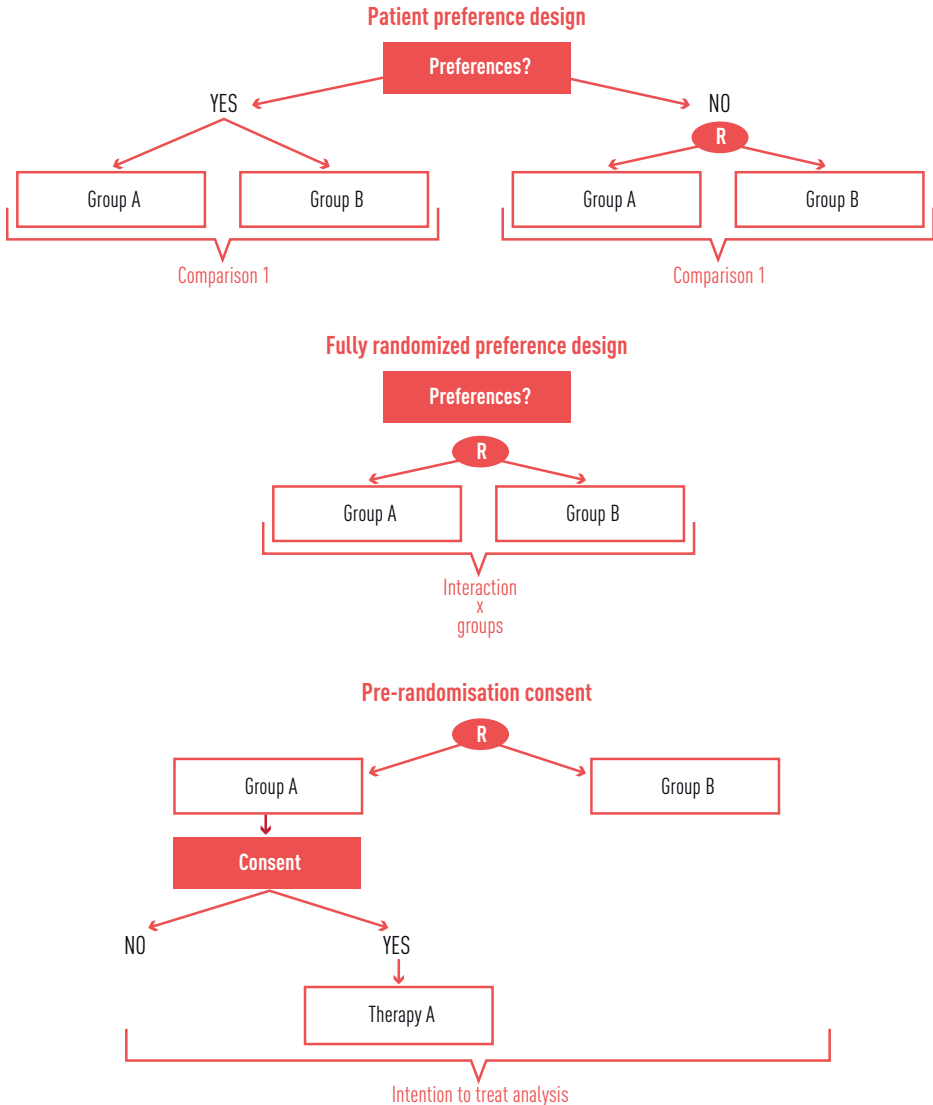 Patient preference design
Preferences?
YES
NO
R
Group A
Group B
Group A
Group B
Comparison 1
Comparison 1
Fully randomized preference design
Preferences?
R
Group A
Group B
Interaction
x
groups
Pre-randomisation consent
R
Group A
Group B
Consent
NO
YES
Therapy A
Intention to treat analysis